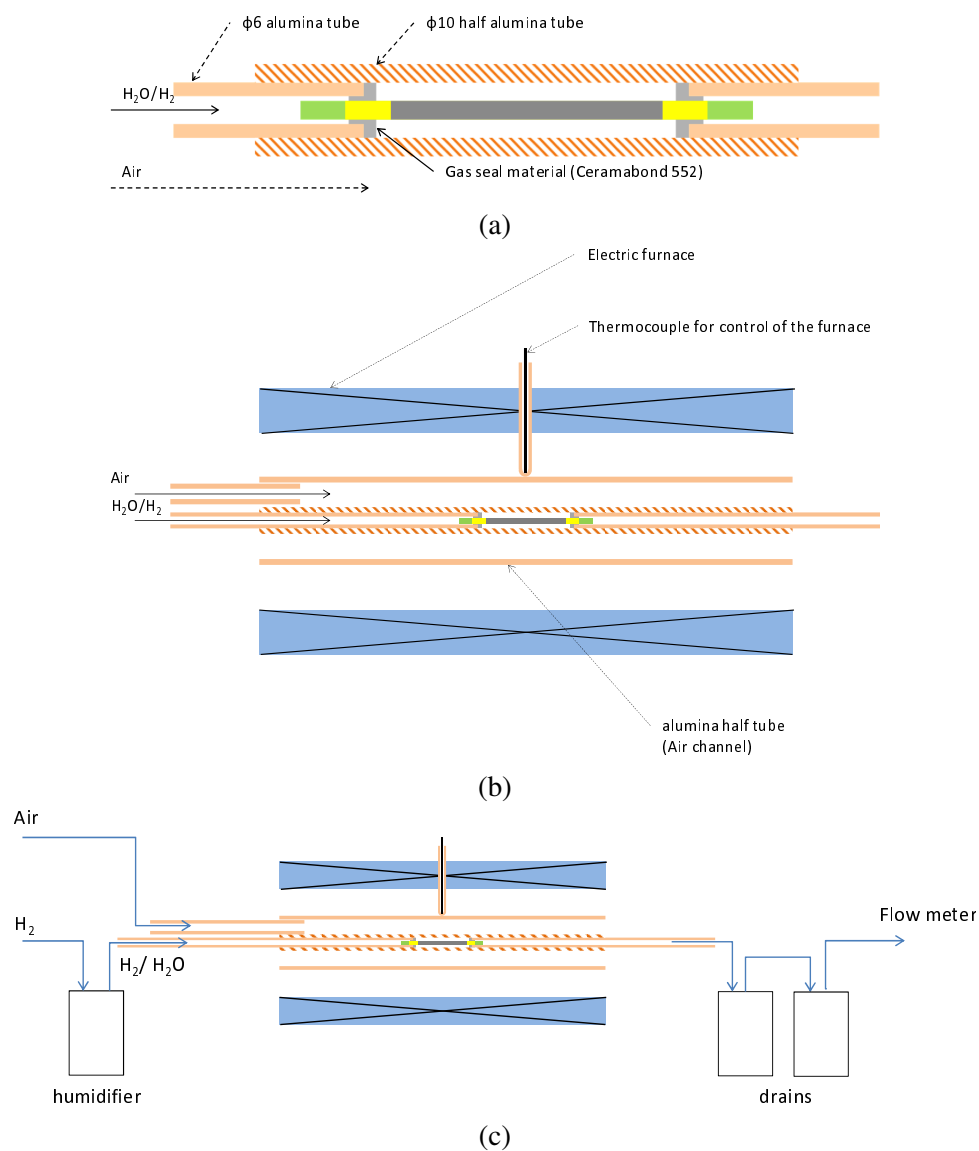 ϕ6 alumina tube
ϕ10 half alumina tube
H₂O/H₂
Air
Gas seal material (Ceramabond 552)
(a)
Electric furnace
Thermocouple for control of the furnace
Air
H₂O/H₂
alumina half tube
(Air channel)
(b)
Air
H₂
H₂/ H₂O
Flow meter
humidifier
drains
(c)